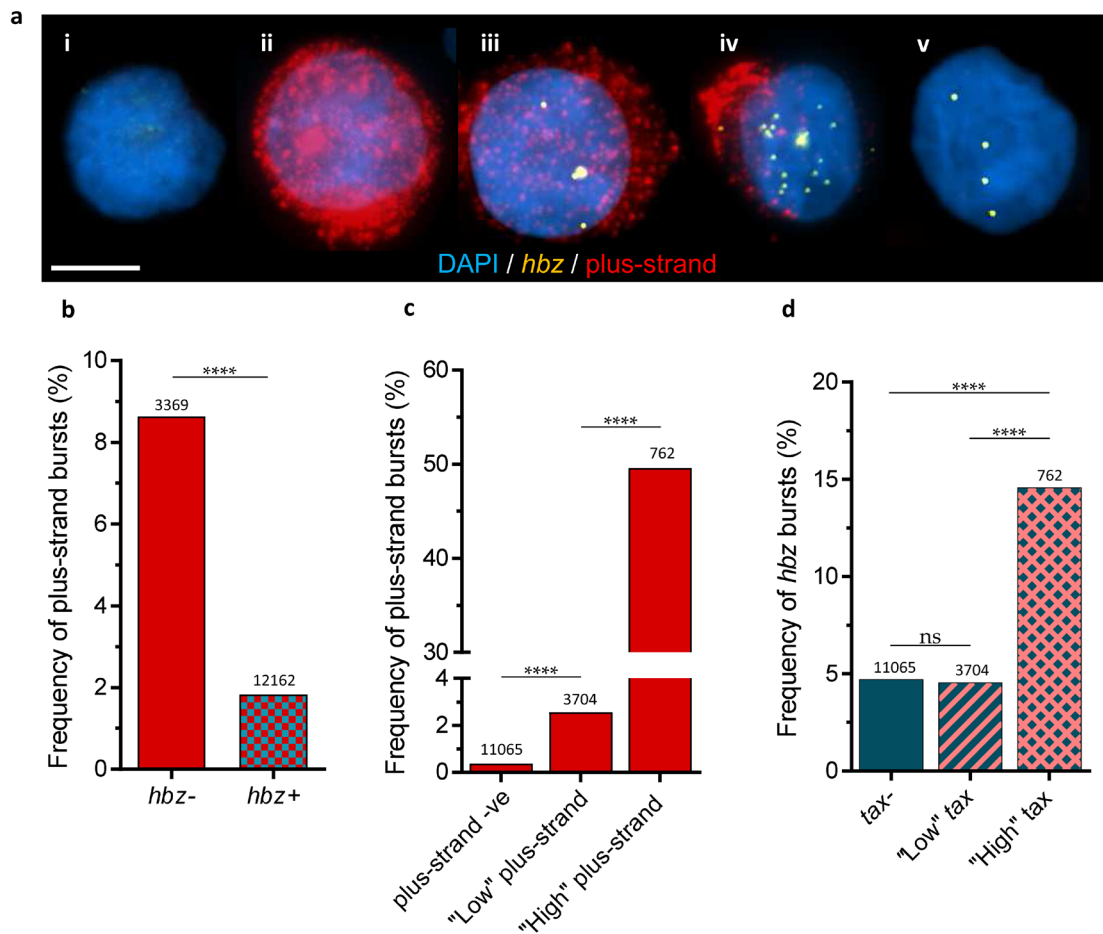 a
i ii iii iv v
DAPI / hbz / plus-strand
b
Frequency of plus-strand bursts (%)
10
8
6
4
2
0
****
3369
12162
hbz- hbz+
c
Frequency of plus-strand bursts (%)
60
50
40
30
4
2
0
****
****
11065
3704
762
plus-strand -ve
"Low" plus-strand
"High" plus-strand
d
Frequency of hbz bursts (%)
20
15
10
5
0
****
****
ns
11065
3704
762
tax-
"Low" tax
"High" tax